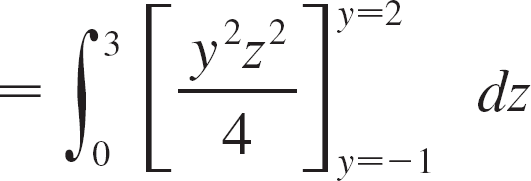 = ∫₀³ [y²z²/4]_{y=−1}^{y=2} dz